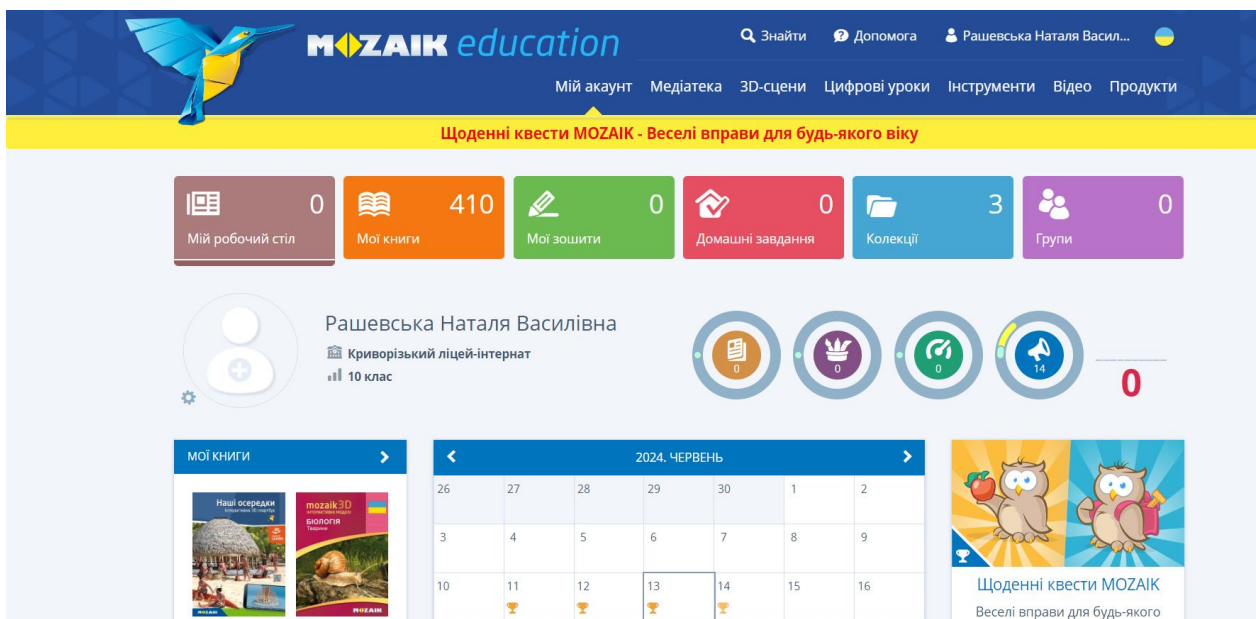 MOZAIK education
Знайти Допомога Рашевська Наталя Васил...
Мій акаунт Медіатека 3D-сцени Цифрові уроки Інструменти Відео Продукти
Щоденні квести MOZAIK - Веселі вправи для будь-якого віку
0 410 0 0 3 0
Мій робочий стіл Мої книги Мої зошити Домашні завдання Колекції Групи
Рашевська Наталя Василівна
Криворізький ліцей-інтернат
10 клас
0 0 0 14 0
МОЇ КНИГИ
2024. ЧЕРВЕНЬ
Наші осередки
mozaik3D
БІОЛОГІЯ
Тварини
MOZAIK
MOZAIK
26 27 28 29 30 1 2
3 4 5 6 7 8 9
10 11 12 13 14 15 16
Щоденні квести MOZAIK
Веселі вправи для будь-якого